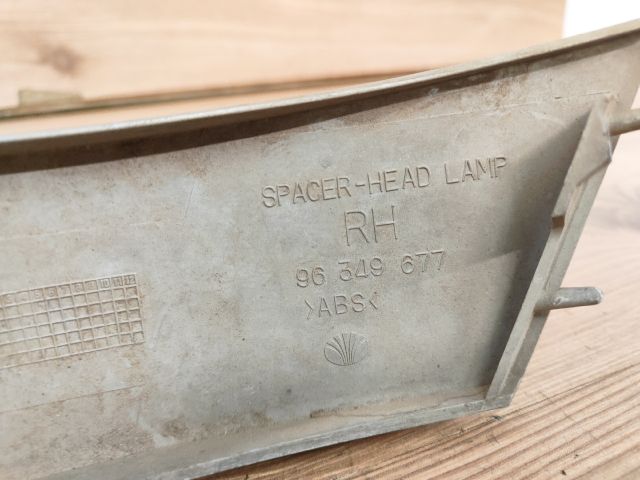 SPACER-HEAD LAMP
RH
96 349 677
>ABS<